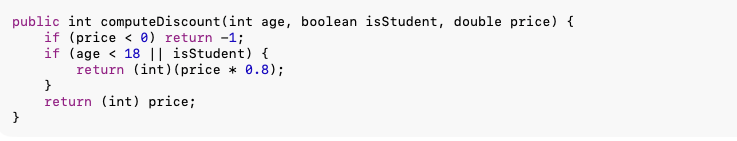 public int computeDiscount(int age, boolean isStudent, double price) {
    if (price < 0) return −1;
    if (age < 18 || isStudent) {
        return (int)(price * 0.8);
    }
    return (int) price;
}